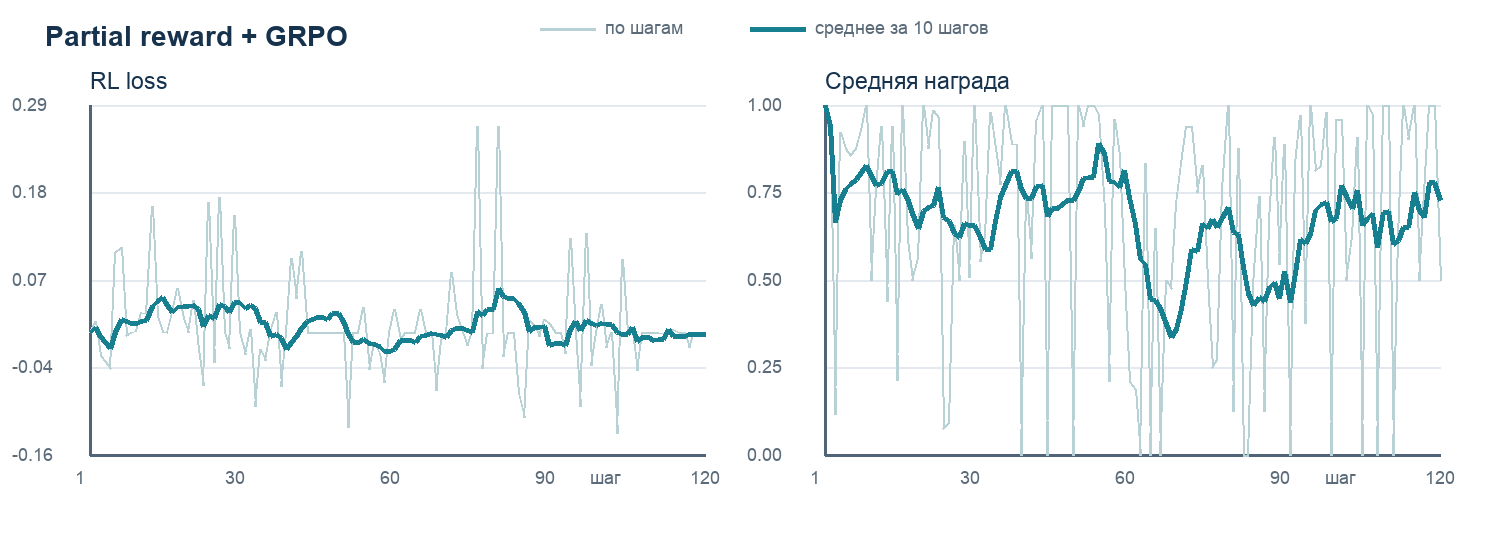 Partial reward + GRPO
по шагам
среднее за 10 шагов
RL loss
0.29
0.18
0.07
-0.04
-0.16
1 30 60 90 шаг 120
Средняя награда
1.00
0.75
0.50
0.25
0.00
1 30 60 90 шаг 120